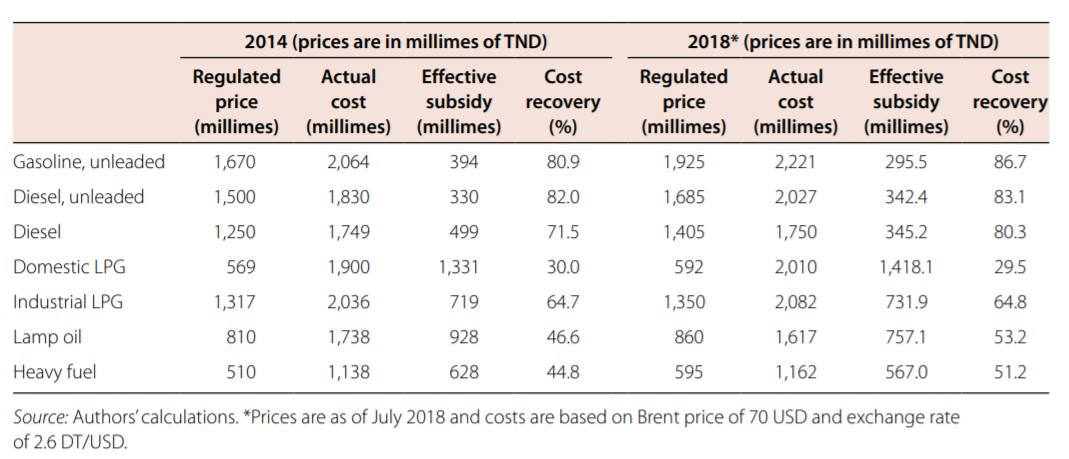 2014 (prices are in millimes of TND) 2018* (prices are in millimes of TND)
Regulated Actual Effective Cost Regulated Actual Effective Cost
price cost subsidy recovery price cost subsidy recovery
(millimes) (millimes) (millimes) (%) (millimes) (millimes) (millimes) (%)
Gasoline, unleaded 1,670 2,064 394 80.9 1,925 2,221 295.5 86.7
Diesel, unleaded 1,500 1,830 330 82.0 1,685 2,027 342.4 83.1
Diesel 1,250 1,749 499 71.5 1,405 1,750 345.2 80.3
Domestic LPG 569 1,900 1,331 30.0 592 2,010 1,418.1 29.5
Industrial LPG 1,317 2,036 719 64.7 1,350 2,082 731.9 64.8
Lamp oil 810 1,738 928 46.6 860 1,617 757.1 53.2
Heavy fuel 510 1,138 628 44.8 595 1,162 567.0 51.2
Source: Authors' calculations. *Prices are as of July 2018 and costs are based on Brent price of 70 USD and exchange rate
of 2.6 DT/USD.